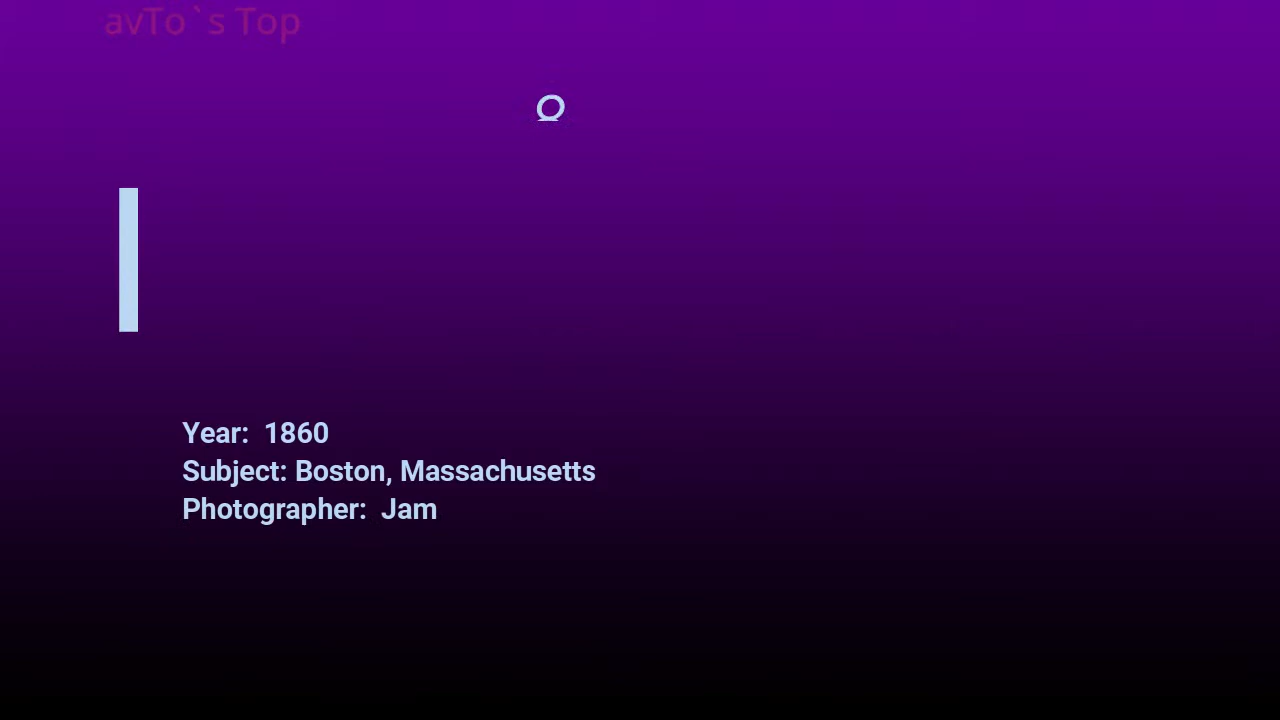 avTo`s Top
Year: 1860
Subject: Boston, Massachusetts
Photographer: Jam